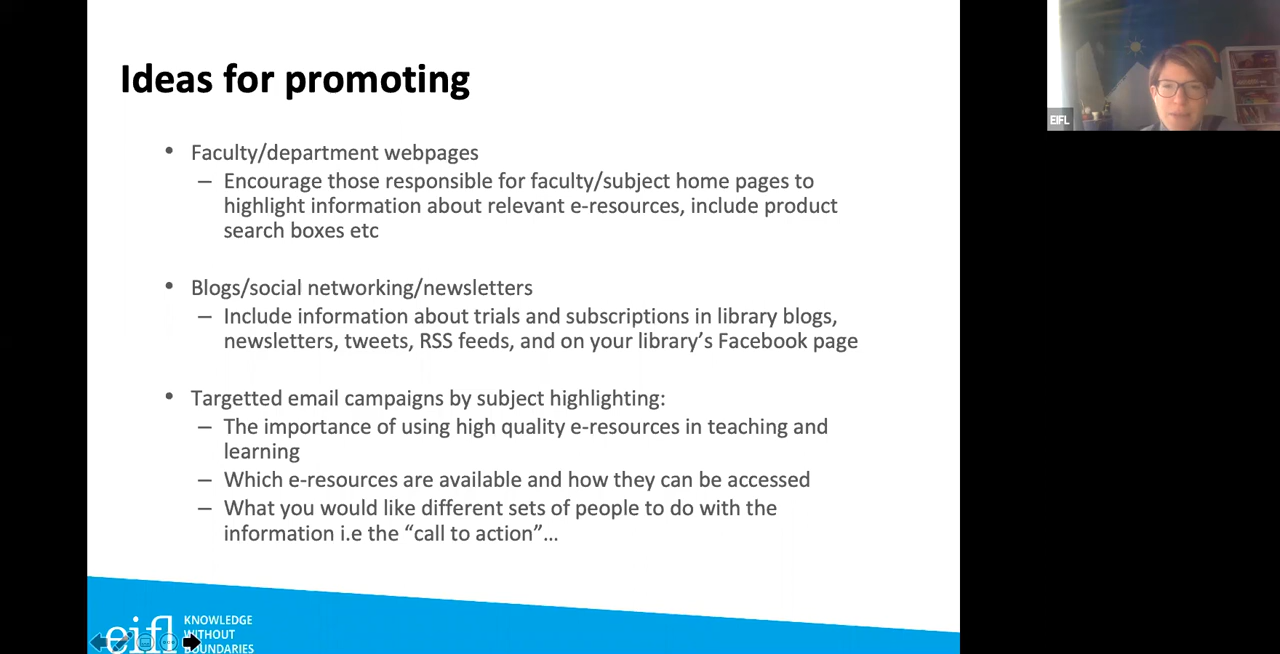 Ideas for promoting
• Faculty/department webpages
– Encourage those responsible for faculty/subject home pages to
highlight information about relevant e-resources, include product
search boxes etc
• Blogs/social networking/newsletters
– Include information about trials and subscriptions in library blogs,
newsletters, tweets, RSS feeds, and on your library's Facebook page
• Targetted email campaigns by subject highlighting:
– The importance of using high quality e-resources in teaching and
learning
– Which e-resources are available and how they can be accessed
– What you would like different sets of people to do with the
information i.e the “call to action”…
eifl
KNOWLEDGE
WITHOUT
BOUNDARIES
EIFL